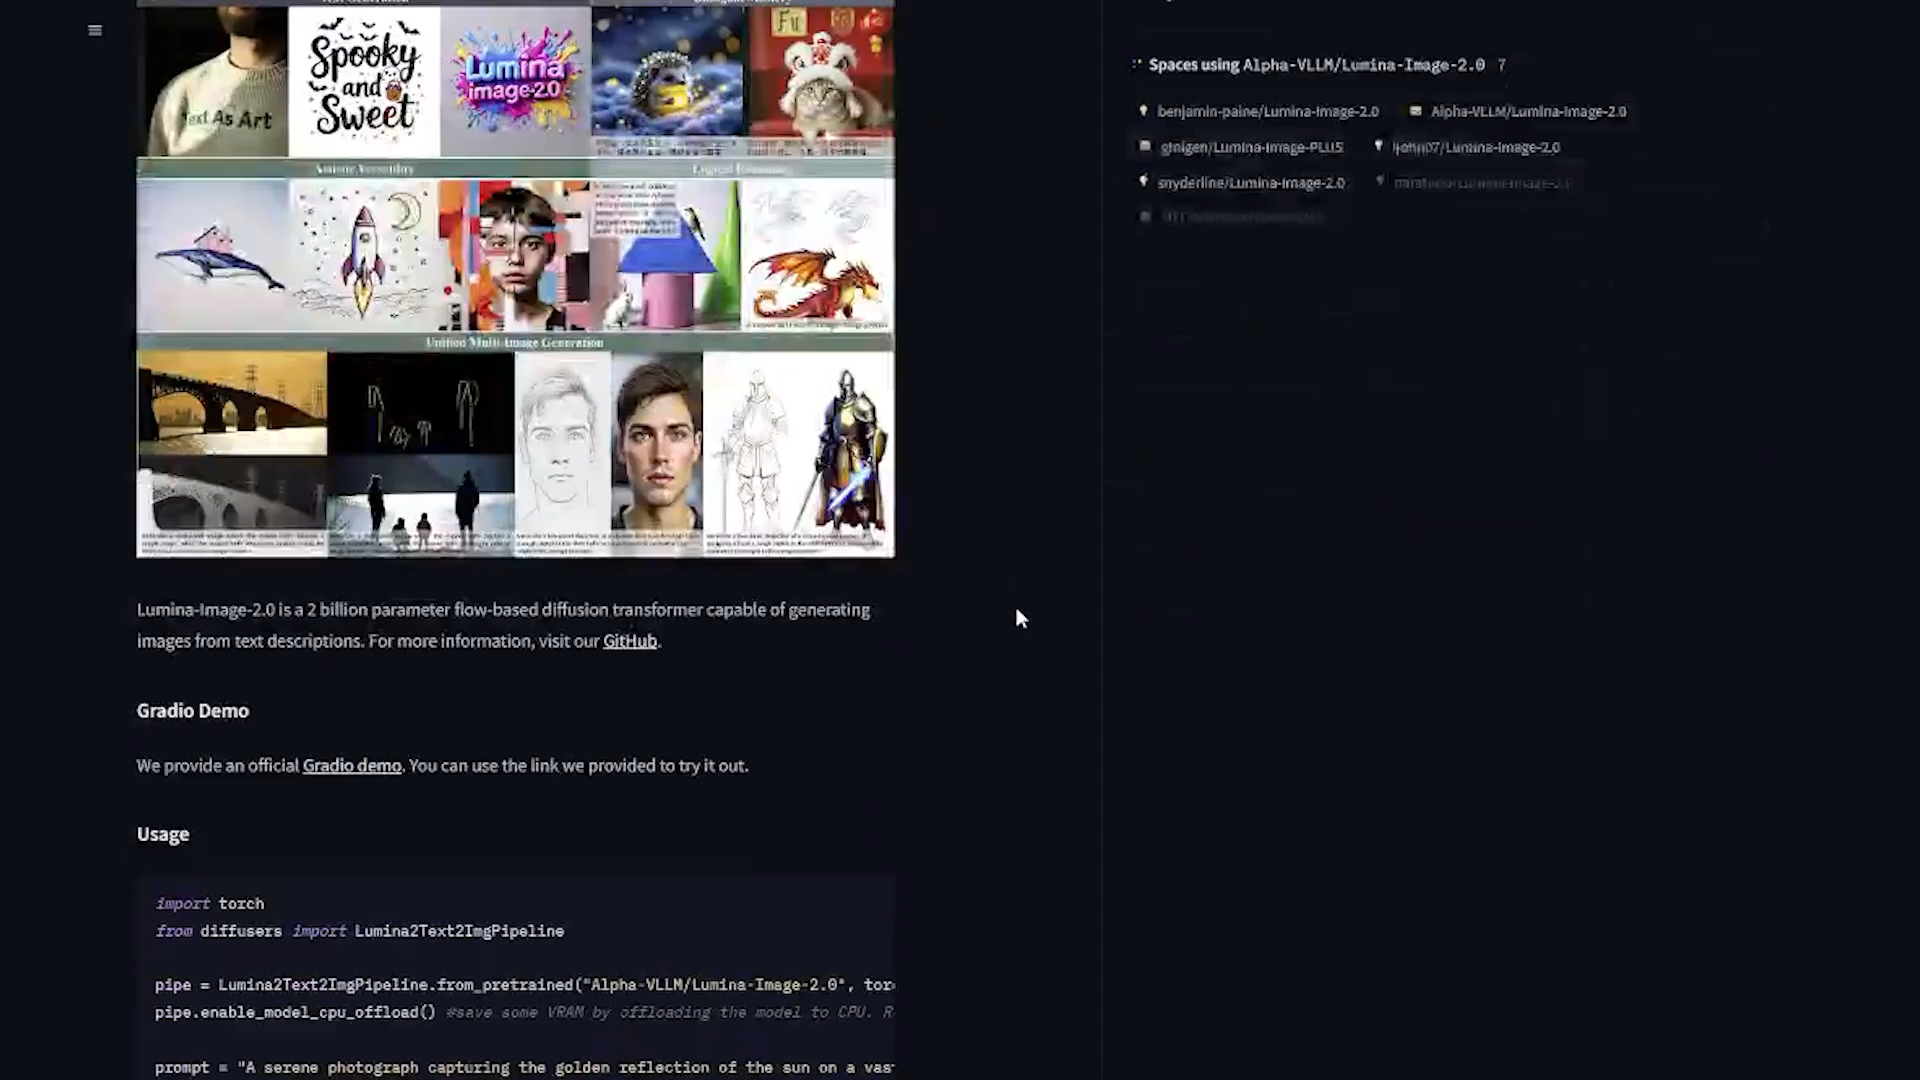 Text As Art
Spooky
and
Sweet
Lumina
image2.0
Fu
Unified Multi-Image Generation
Lumina-Image-2.0 is a 2 billion parameter flow-based diffusion transformer capable of generating
images from text descriptions. For more information, visit our GitHub.
Gradio Demo
We provide an official Gradio demo. You can use the link we provided to try it out.
Usage
import torch
from diffusers import Lumina2Text2ImgPipeline
pipe = Lumina2Text2ImgPipeline.from_pretrained("Alpha-VLLM/Lumina-Image-2.0", tor
pipe.enable_model_cpu_offload() #save some VRAM by offloading the model to CPU. R
prompt = "A serene photograph capturing the golden reflection of the sun on a vas
Spaces using Alpha-VLLM/Lumina-Image-2.0 7
benjamin-paine/Lumina-Image-2.0 Alpha-VLLM/Lumina-Image-2.0
ginigen/Lumina-Image-PLUS /Lumina-Image-2.0
snyderline/Lumina-Image-2.0